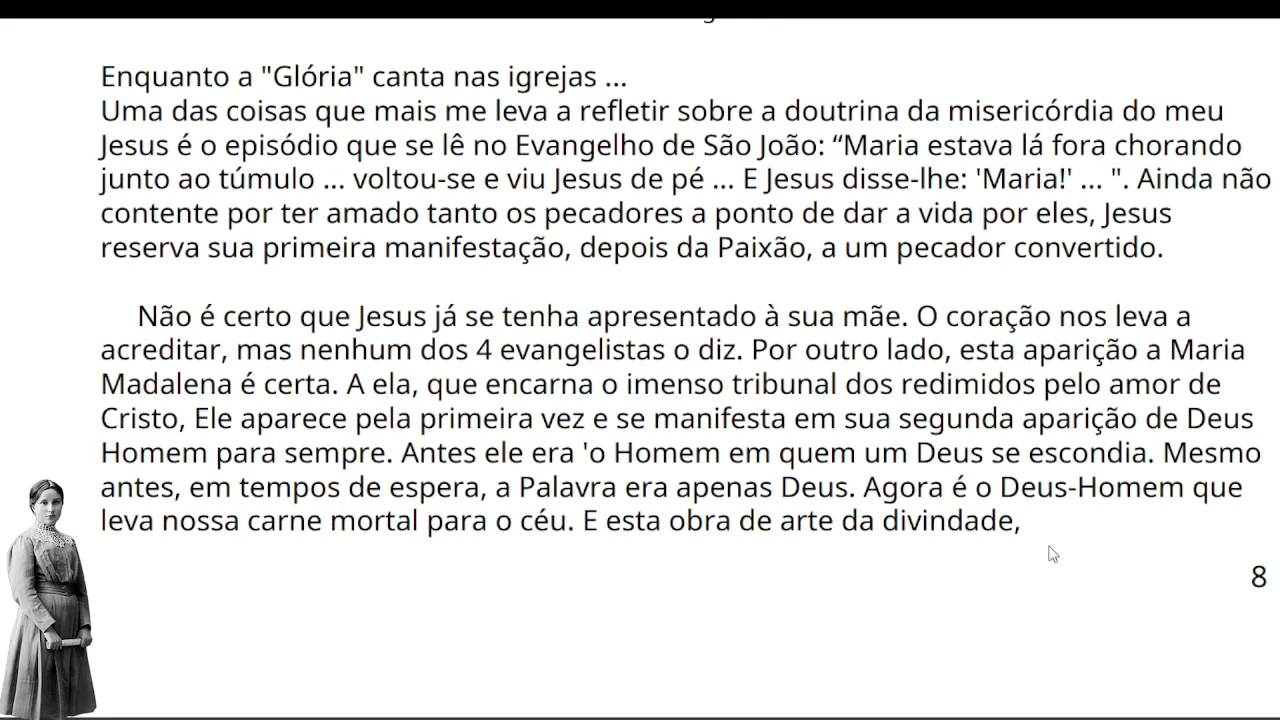 Enquanto a "Glória" canta nas igrejas ...
Uma das coisas que mais me leva a refletir sobre a doutrina da misericórdia do meu
Jesus é o episódio que se lê no Evangelho de São João: “Maria estava lá fora chorando
junto ao túmulo ... voltou-se e viu Jesus de pé ... E Jesus disse-lhe: 'Maria!' ... ". Ainda não
contente por ter amado tanto os pecadores a ponto de dar a vida por eles, Jesus
reserva sua primeira manifestação, depois da Paixão, a um pecador convertido.
Não é certo que Jesus já se tenha apresentado à sua mãe. O coração nos leva a
acreditar, mas nenhum dos 4 evangelistas o diz. Por outro lado, esta aparição a Maria
Madalena é certa. A ela, que encarna o imenso tribunal dos redimidos pelo amor de
Cristo, Ele aparece pela primeira vez e se manifesta em sua segunda aparição de Deus
Homem para sempre. Antes ele era 'o Homem em quem um Deus se escondia. Mesmo
antes, em tempos de espera, a Palavra era apenas Deus. Agora é o Deus-Homem que
leva nossa carne mortal para o céu. E esta obra de arte da divindade,
8